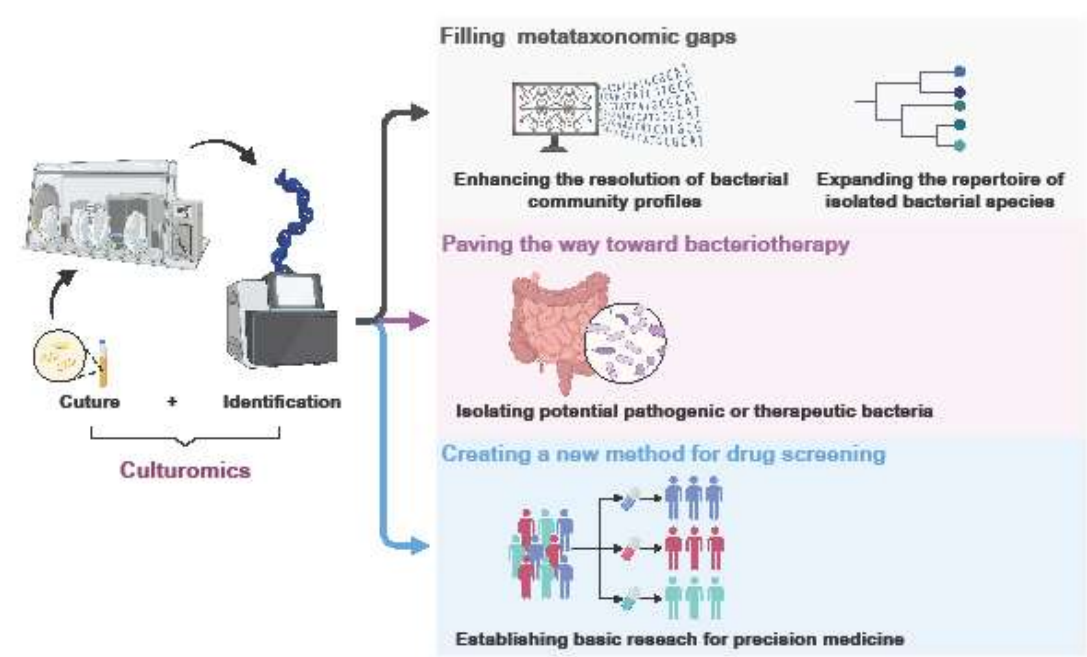 Filling metataxonomic gaps
Enhancing the resolution of bacterial
community profiles
Expanding the repertoire of
isolated bacterial species
Paving the way toward bacteriotherapy
Isolating potential pathogenic or therapeutic bacteria
Cuture + Identification
Culturomics
Creating a new method for drug screening
Establishing basic reseach for precision medicine